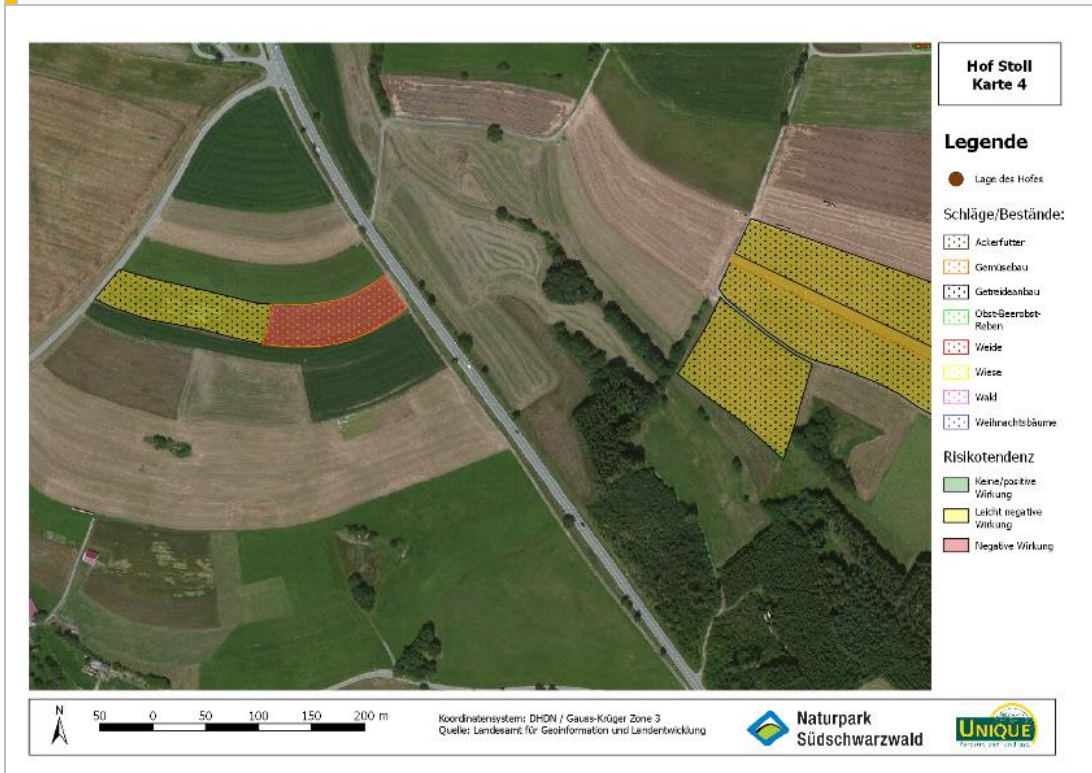 Hof Stoll
Karte 4
Legende
Lage des Hofes
Schläge/Bestände:
Ackerfutter
Gemüsebau
Getreideanbau
Obst-Beerobst-
Reben
Weide
Wiese
Wald
Weihnachtsbäume
Risikotendenz
Keine/positive
Wirkung
Leicht negative
Wirkung
Negative Wirkung
N
50 0 50 100 150 200 m
Koordinatensystem: DHDN / Gauss-Krüger Zone 3
Quelle: Landesamt für Geoinformation und Landentwicklung
Naturpark
Südschwarzwald
UNIQUE